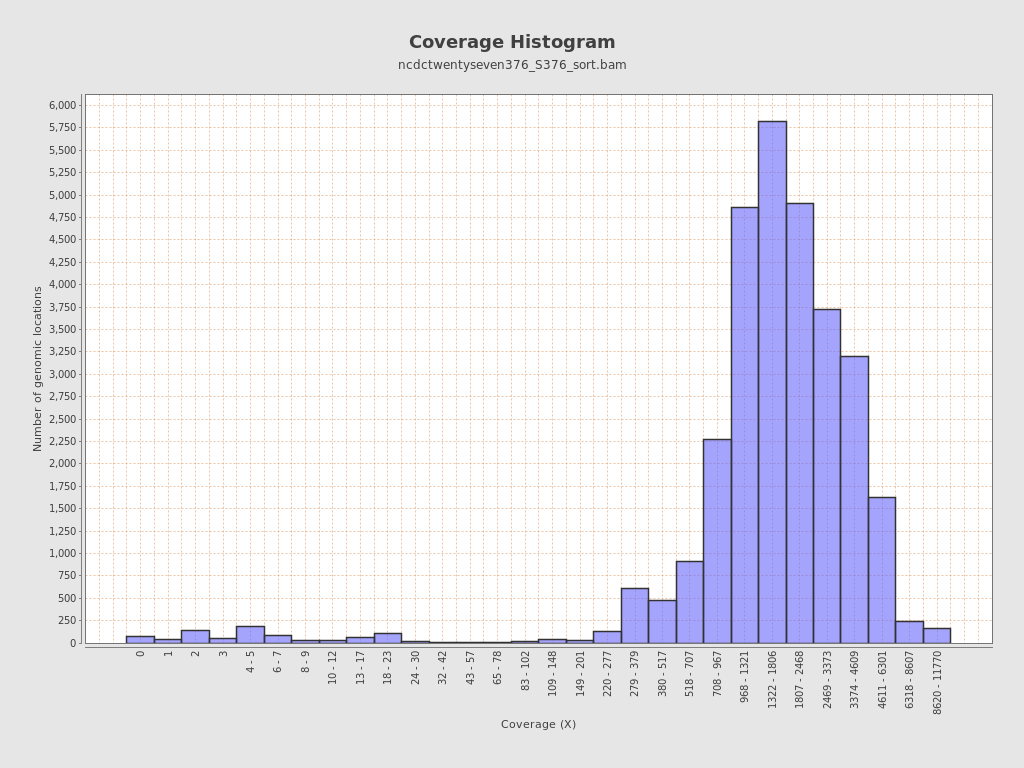 Coverage Histogram
ncdctwentyseven376_S376_sort.bam
Number of genomic locations
6,000
5,750
5,500
5,250
5,000
4,750
4,500
4,250
4,000
3,750
3,500
3,250
3,000
2,750
2,500
2,250
2,000
1,750
1,500
1,250
1,000
750
500
250
0
0
1
2
3
4 - 5
6 - 7
8 - 9
10 - 12
13 - 17
18 - 23
24 - 30
32 - 42
43 - 57
65 - 78
83 - 102
109 - 148
149 - 201
220 - 277
279 - 379
380 - 517
518 - 707
708 - 967
968 - 1321
1322 - 1806
1807 - 2468
2469 - 3373
3374 - 4609
4611 - 6301
6318 - 8607
8620 - 11770
Coverage (X)